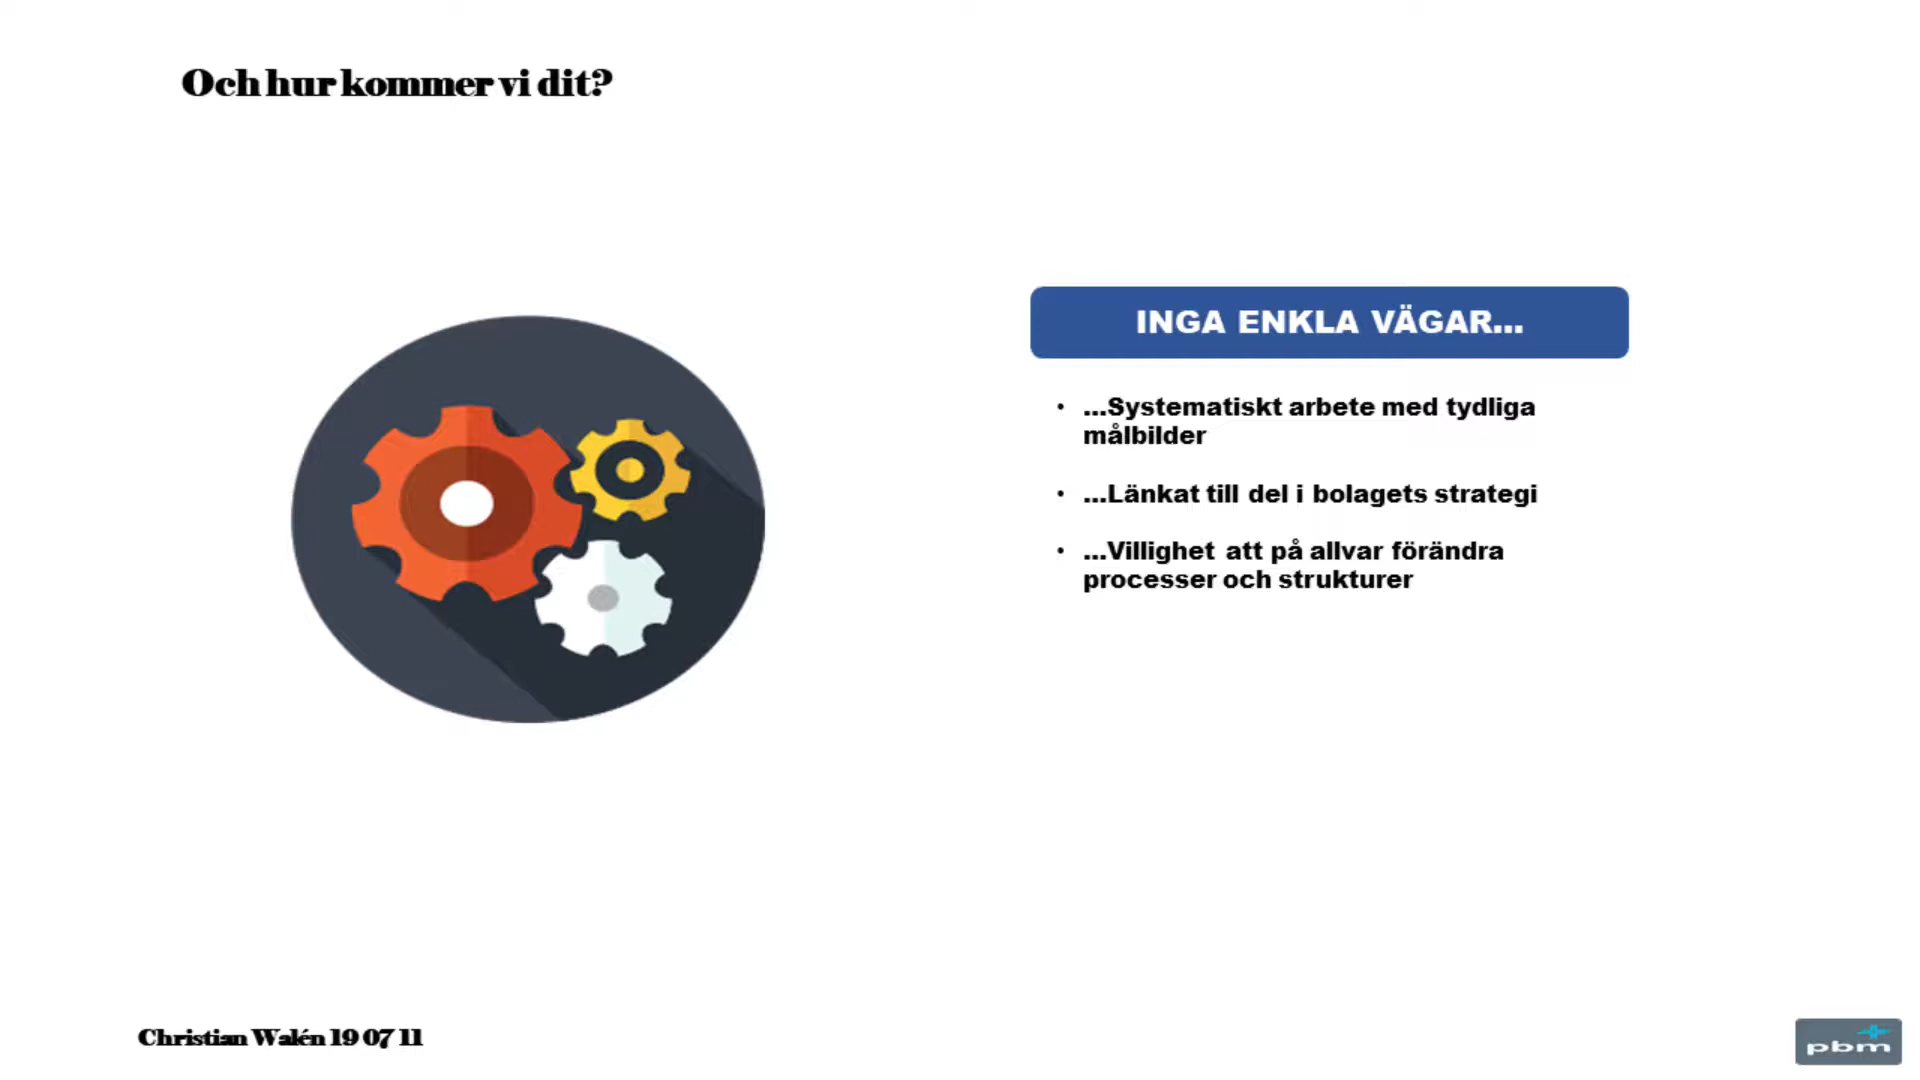 Och hur kommer vi dit?
INGA ENKLA VÄGAR...
• ...Systematiskt arbete med tydliga
målbilder
• ...Länkat till del i bolagets strategi
• ...Villighet att på allvar förändra
processer och strukturer
Christian Walén 19 07 11
pbm